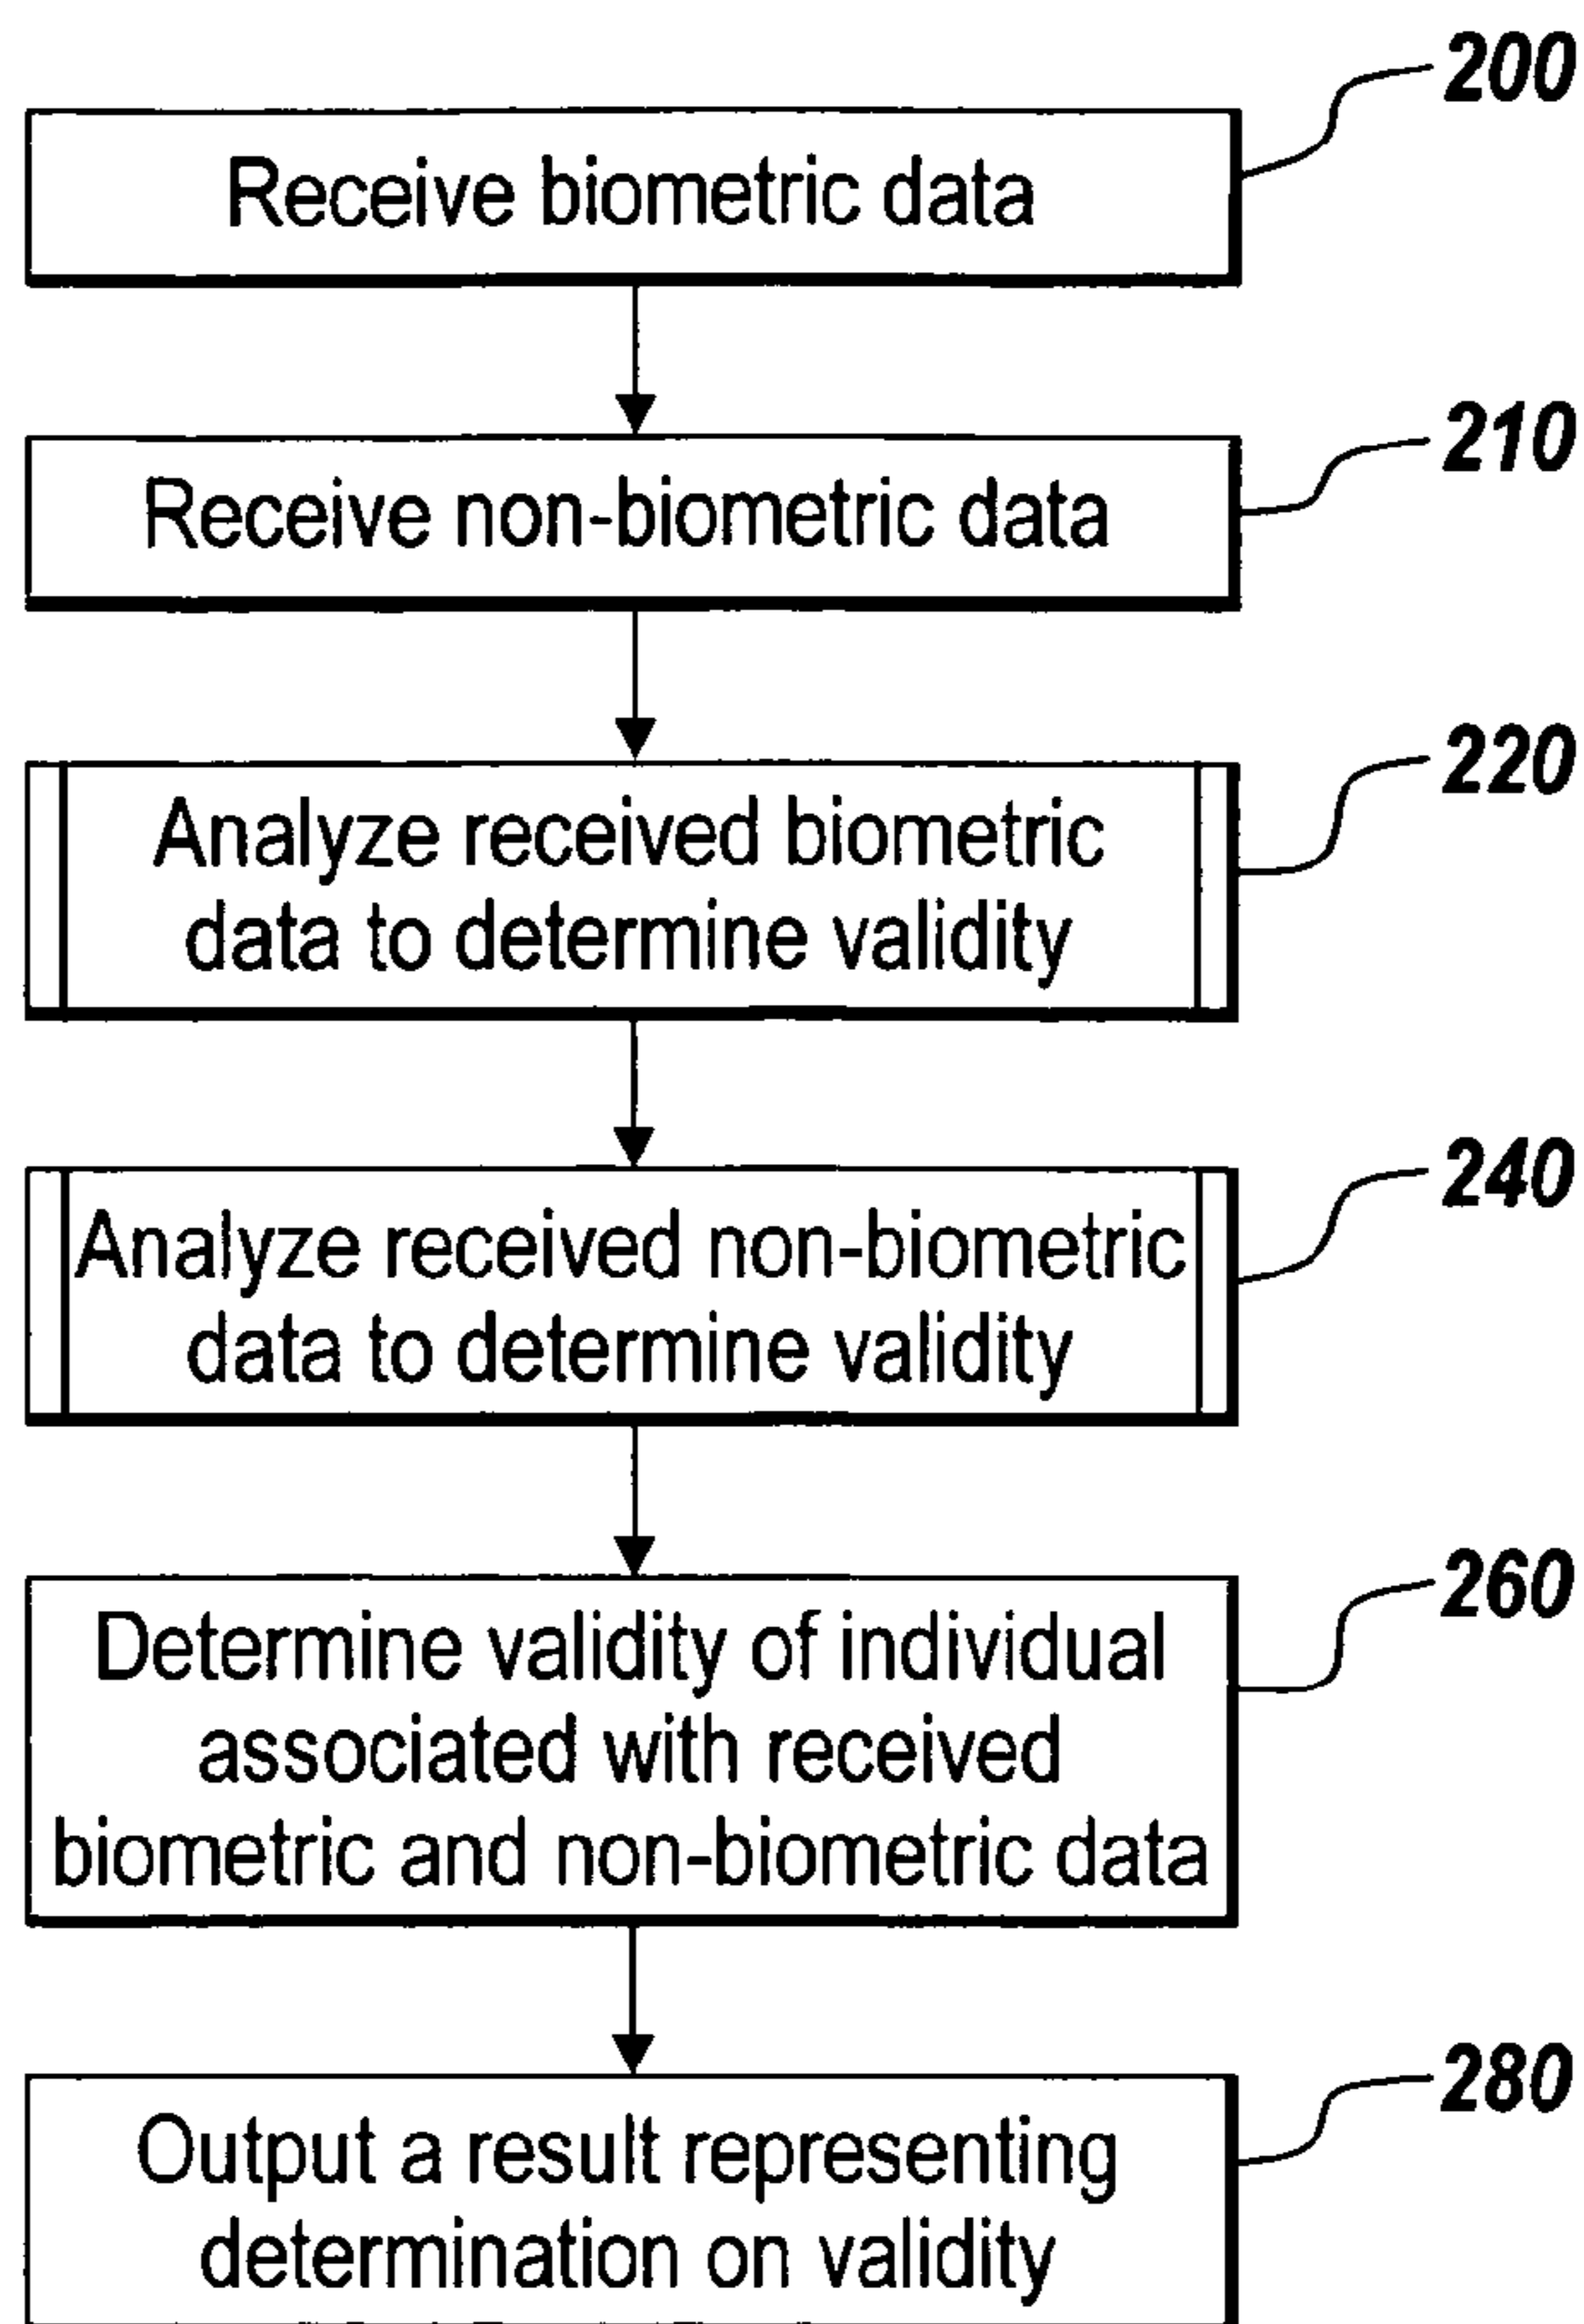 200
Receive biometric data
210
Receive non-biometric data
220
Analyze received biometric
data to determine validity
240
Analyze received non-biometric
data to determine validity
260
Determine validity of individual
associated with received
biometric and non-biometric data
280
Output a result representing
determination on validity